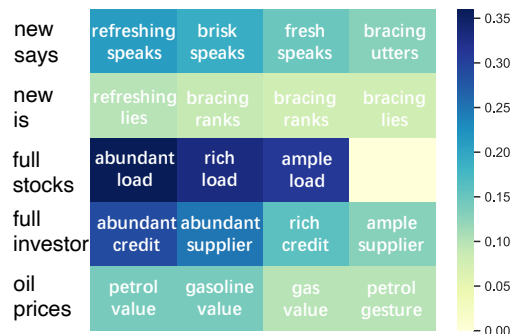 new
says
refreshing
speaks
brisk
speaks
fresh
speaks
bracing
utters
new
is
refreshing
lies
bracing
ranks
bracing
ranks
bracing
lies
full
stocks
abundant
load
rich
load
ample
load
full
investor
abundant
credit
abundant
supplier
rich
credit
ample
supplier
oil
prices
petrol
value
gasoline
value
gas
value
petrol
gesture
0.35
0.30
0.25
0.20
0.15
0.10
0.05
0.00